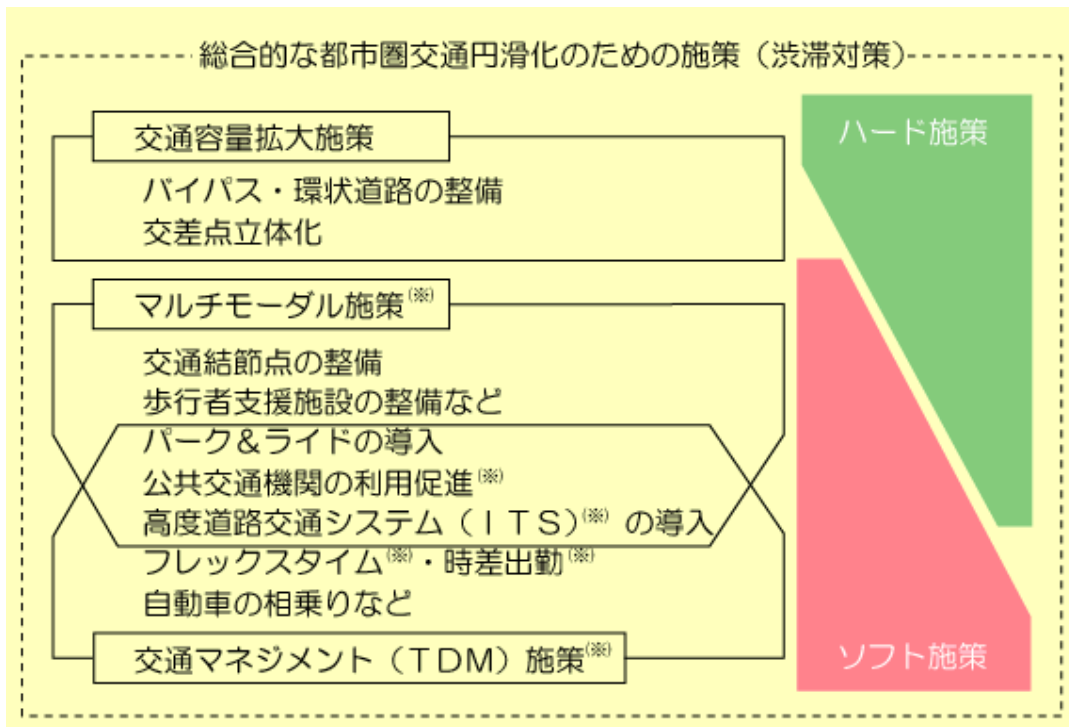 総合的な都市圏交通円滑化のための施策（渋滞対策）
交通容量拡大施策
バイパス・環状道路の整備
交差点立体化
マルチモーダル施策(※)
交通結節点の整備
歩行者支援施設の整備など
パーク＆ライドの導入
公共交通機関の利用促進(※)
高度道路交通システム（ＩＴＳ）(※) の導入
フレックスタイム(※)・時差出勤(※)
自動車の相乗りなど
交通マネジメント（ＴＤＭ）施策(※)
ハード施策
ソフト施策